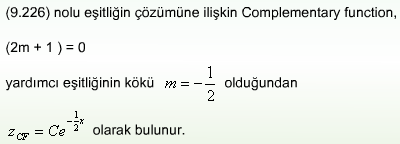 (9.226) nolu eşitliğin çözümüne ilişkin Complementary function,
(2m + 1 ) = 0
yardımcı eşitliğinin kökü m = -1/2 olduğundan
z_CF = Ce^{-1/2 x} olarak bulunur.